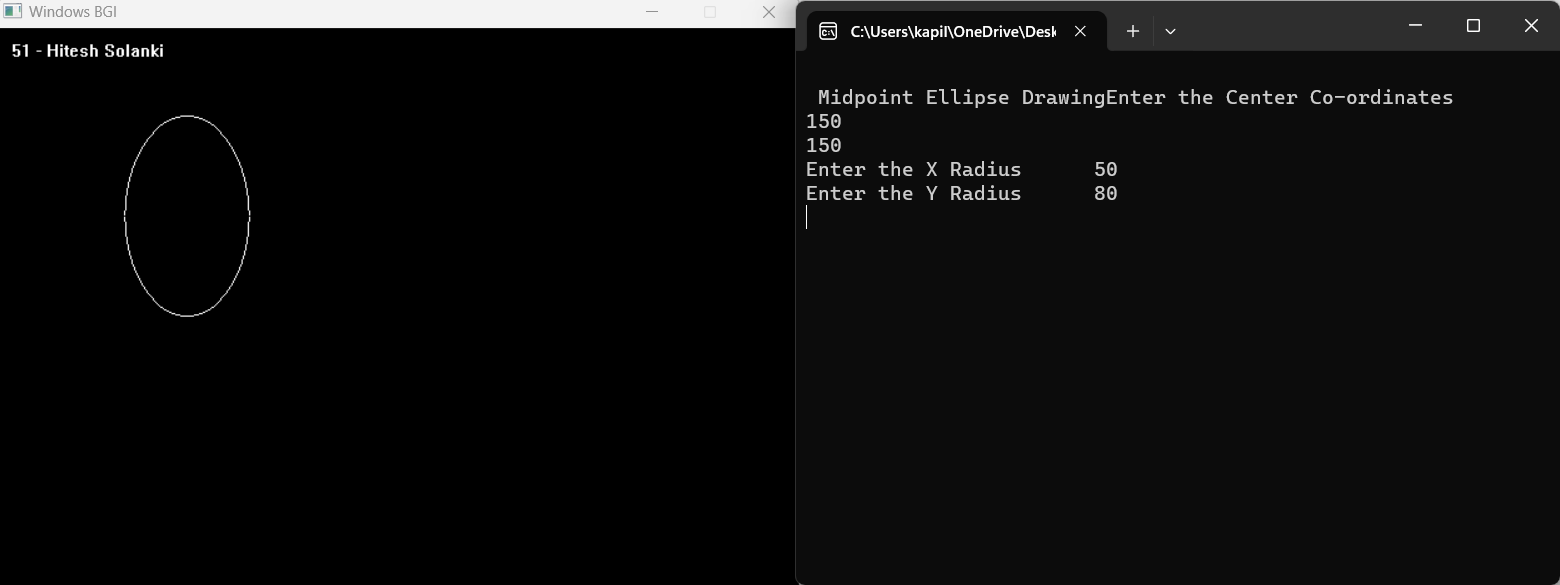 Windows BGI
51 - Hitesh Solanki
C:\Users\kapil\OneDrive\Desk
Midpoint Ellipse DrawingEnter the Center Co-ordinates
150
150
Enter the X Radius      50
Enter the Y Radius      80